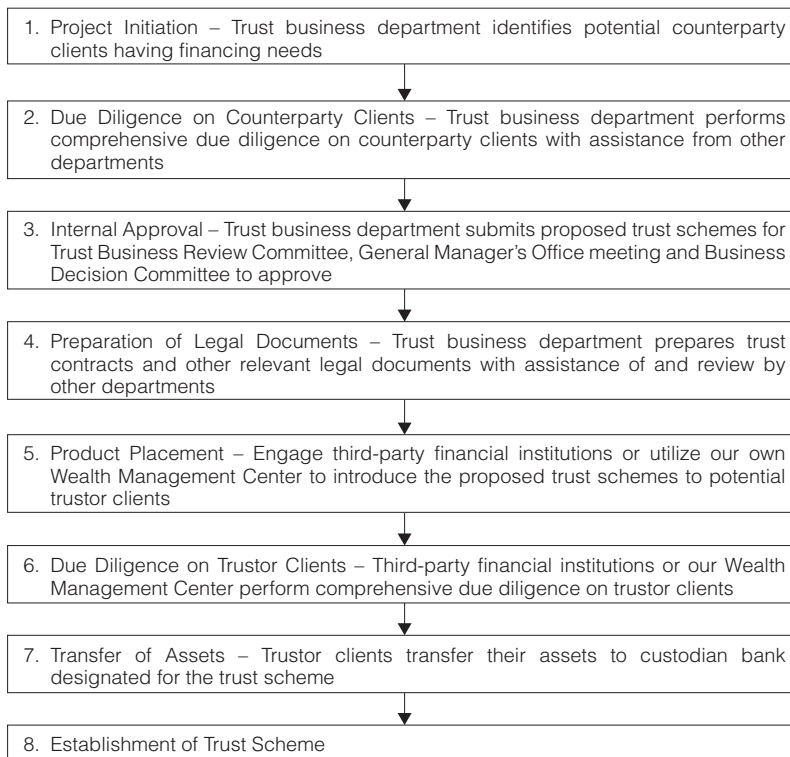 1. Project Initiation – Trust business department identifies potential counterparty
clients having financing needs
2. Due Diligence on Counterparty Clients – Trust business department performs
comprehensive due diligence on counterparty clients with assistance from other
departments
3. Internal Approval – Trust business department submits proposed trust schemes for
Trust Business Review Committee, General Manager's Office meeting and Business
Decision Committee to approve
4. Preparation of Legal Documents – Trust business department prepares trust
contracts and other relevant legal documents with assistance of and review by
other departments
5. Product Placement – Engage third-party financial institutions or utilize our own
Wealth Management Center to introduce the proposed trust schemes to potential
trustor clients
6. Due Diligence on Trustor Clients – Third-party financial institutions or our Wealth
Management Center perform comprehensive due diligence on trustor clients
7. Transfer of Assets – Trustor clients transfer their assets to custodian bank
designated for the trust scheme
8. Establishment of Trust Scheme